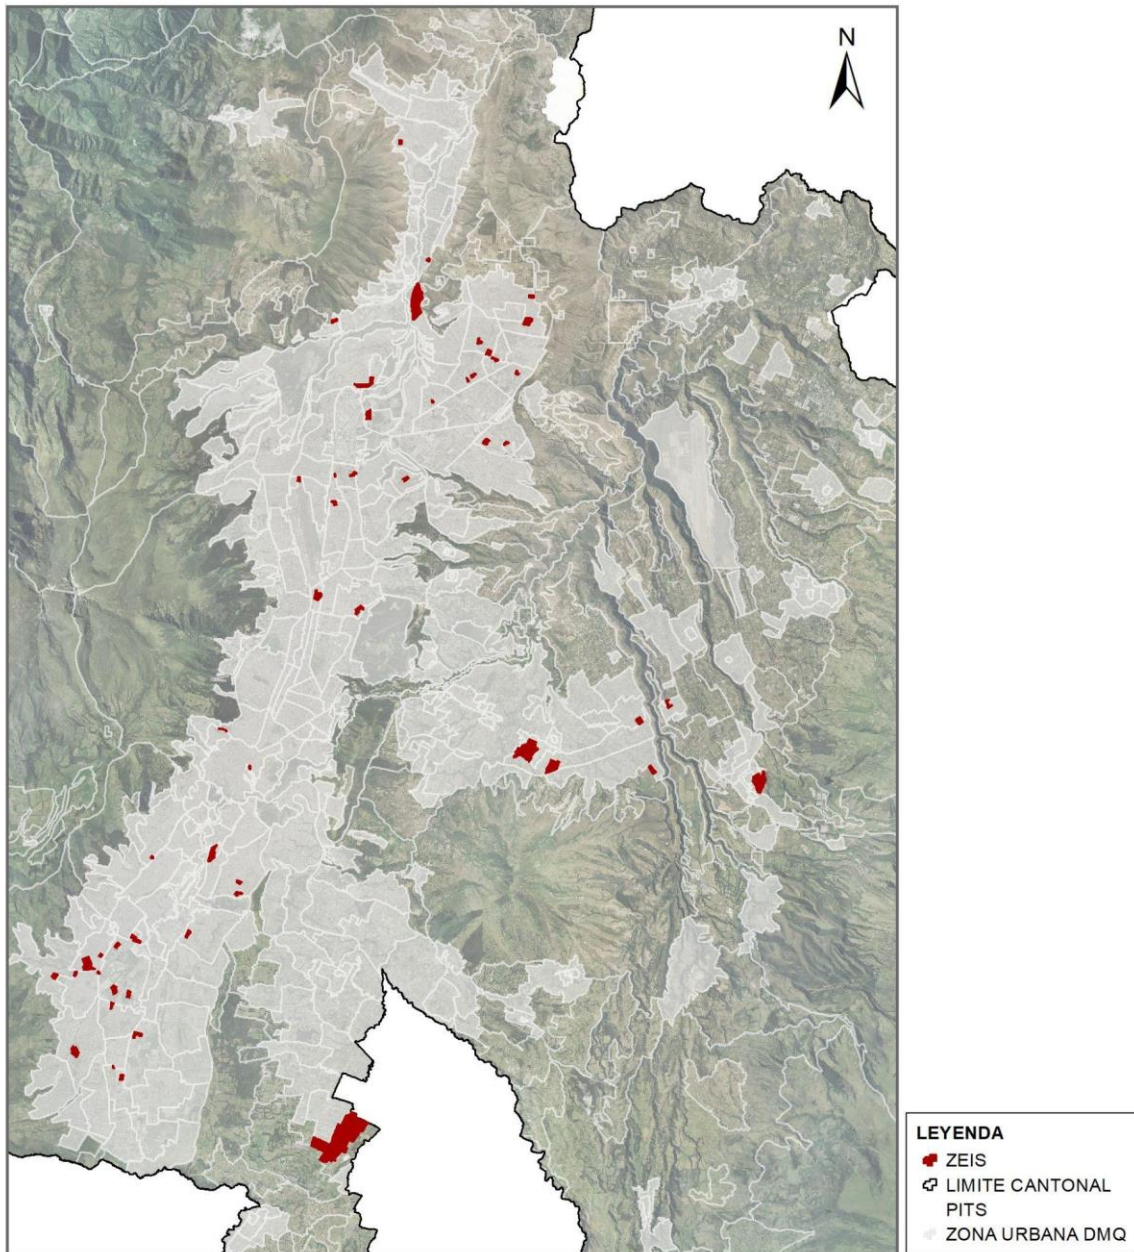 N
LEYENDA
ZEIS
LIMITE CANTONAL
PITS
ZONA URBANA DMQ